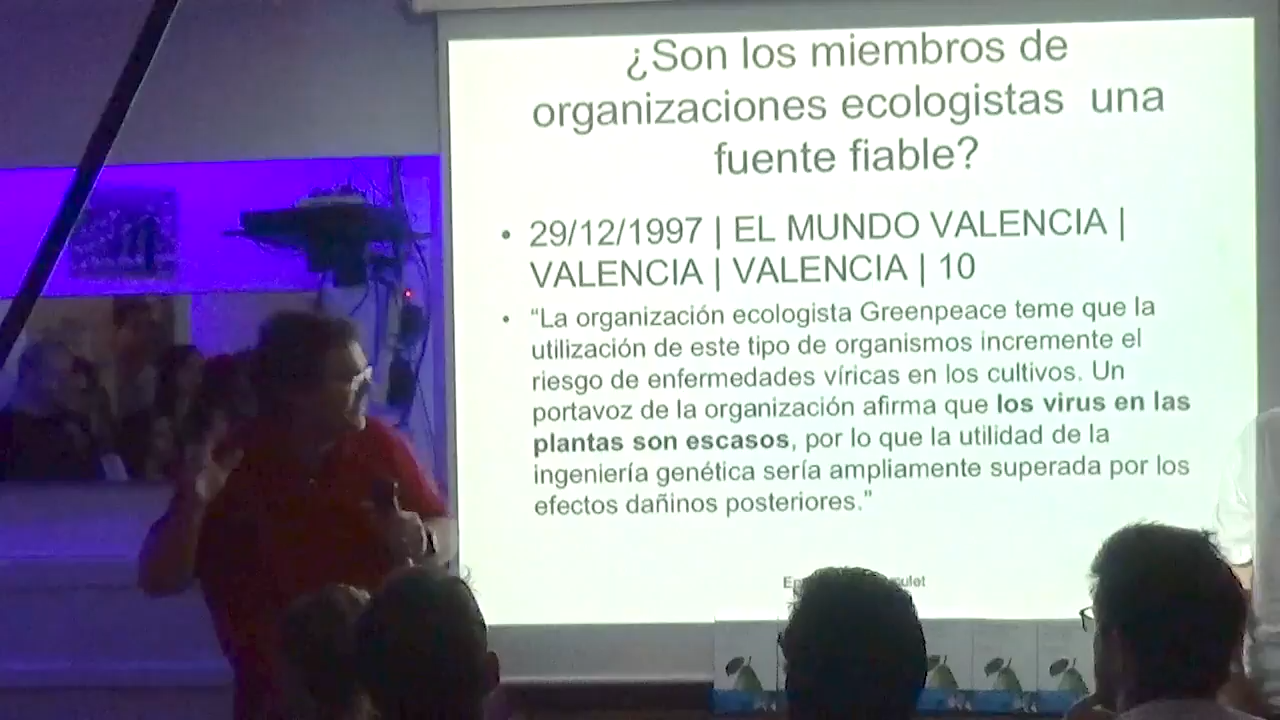 ¿Son los miembros de
organizaciones ecologistas una
fuente fiable?
• 29/12/1997 | EL MUNDO VALENCIA |
VALENCIA | VALENCIA | 10
• “La organización ecologista Greenpeace teme que la
utilización de este tipo de organismos incremente el
riesgo de enfermedades víricas en los cultivos. Un
portavoz de la organización afirma que los virus en las
plantas son escasos, por lo que la utilidad de la
ingeniería genética sería ampliamente superada por los
efectos dañinos posteriores.”